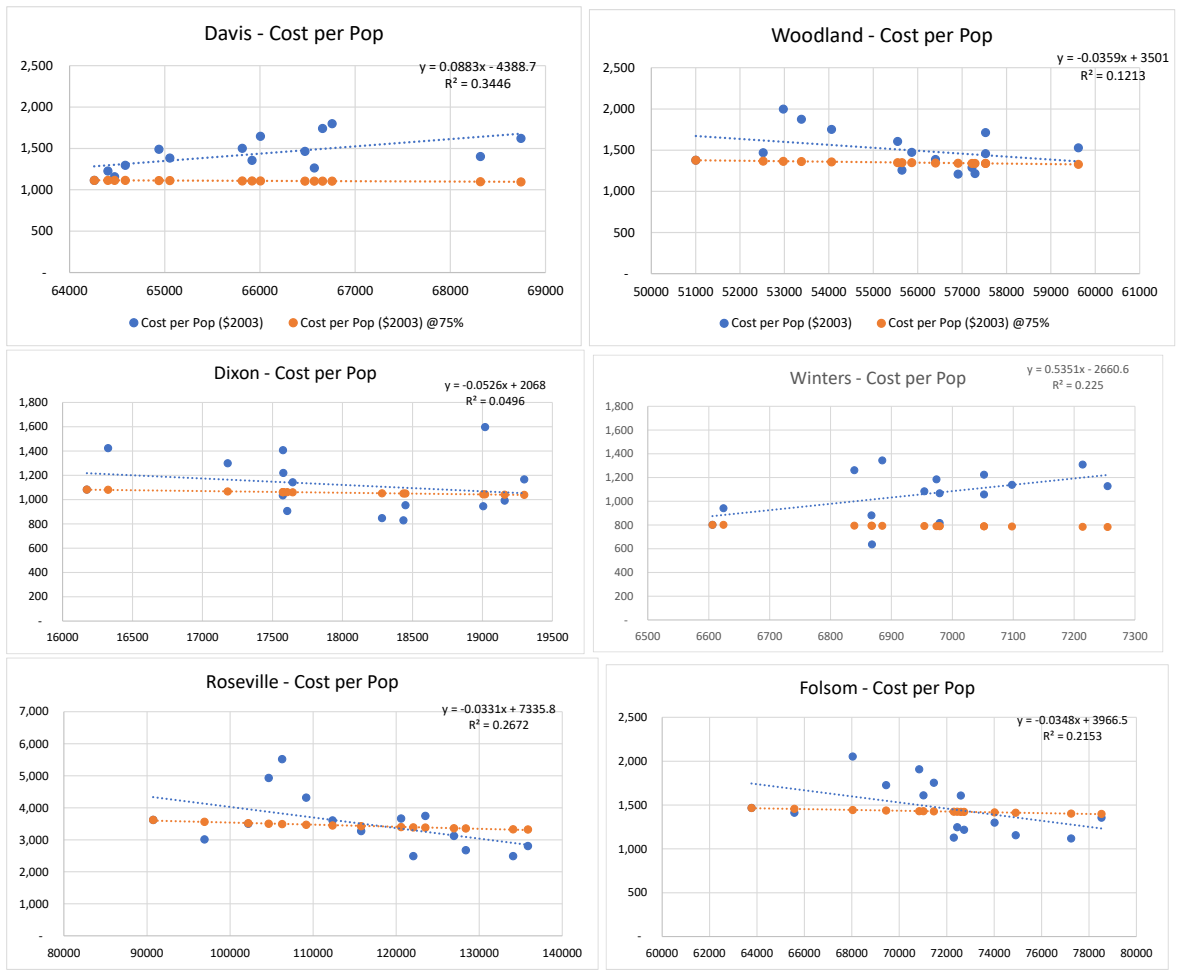 Davis - Cost per Pop
y = 0.0883x - 4388.7
R² = 0.3446
2,500
2,000
1,500
1,000
500
-
64000 65000 66000 67000 68000 69000
Cost per Pop ($2003) Cost per Pop ($2003) @75%
Woodland - Cost per Pop
y = -0.0359x + 3501
R² = 0.1213
2,500
2,000
1,500
1,000
500
-
50000 51000 52000 53000 54000 55000 56000 57000 58000 59000 60000 61000
Cost per Pop ($2003) Cost per Pop ($2003) @75%
Dixon - Cost per Pop
y = -0.0526x + 2068
R² = 0.0496
1,800
1,600
1,400
1,200
1,000
800
600
400
200
-
16000 16500 17000 17500 18000 18500 19000 19500
Winters - Cost per Pop
y = 0.5351x - 2660.6
R² = 0.225
1,800
1,600
1,400
1,200
1,000
800
600
400
200
-
6500 6600 6700 6800 6900 7000 7100 7200 7300
Roseville - Cost per Pop
y = -0.0331x + 7335.8
R² = 0.2672
7,000
6,000
5,000
4,000
3,000
2,000
1,000
-
80000 90000 100000 110000 120000 130000 140000
Folsom - Cost per Pop
y = -0.0348x + 3966.5
R² = 0.2153
2,500
2,000
1,500
1,000
500
-
60000 62000 64000 66000 68000 70000 72000 74000 76000 78000 80000